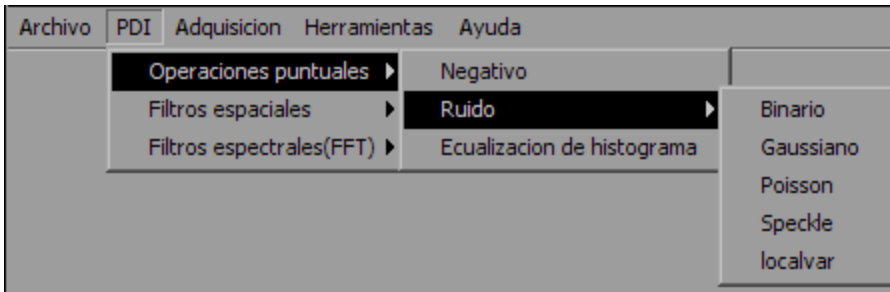 Archivo PDI Adquisicion Herramientas Ayuda
Operaciones puntuales
Filtros espaciales
Filtros espectrales(FFT)
Negativo
Ruido
Ecualizacion de histograma
Binario
Gaussiano
Poisson
Speckle
localvar